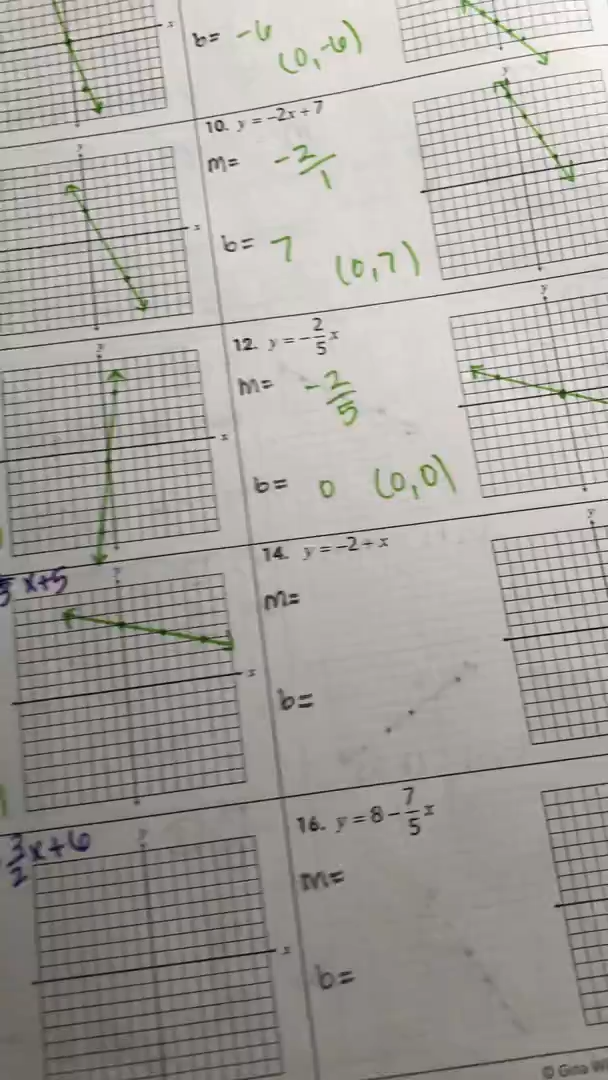 b= -6
(0,-6)
10. y = -2x + 7
m= -2/1
b= 7 (0,7)
12. y = -2/5 x
m= -2/5
b= 0 (0,0)
14. y = -2 + x
x+5
m=
b=
16. y = 8 - 7/5 x
3/2 x+6
m=
b=
© Gina